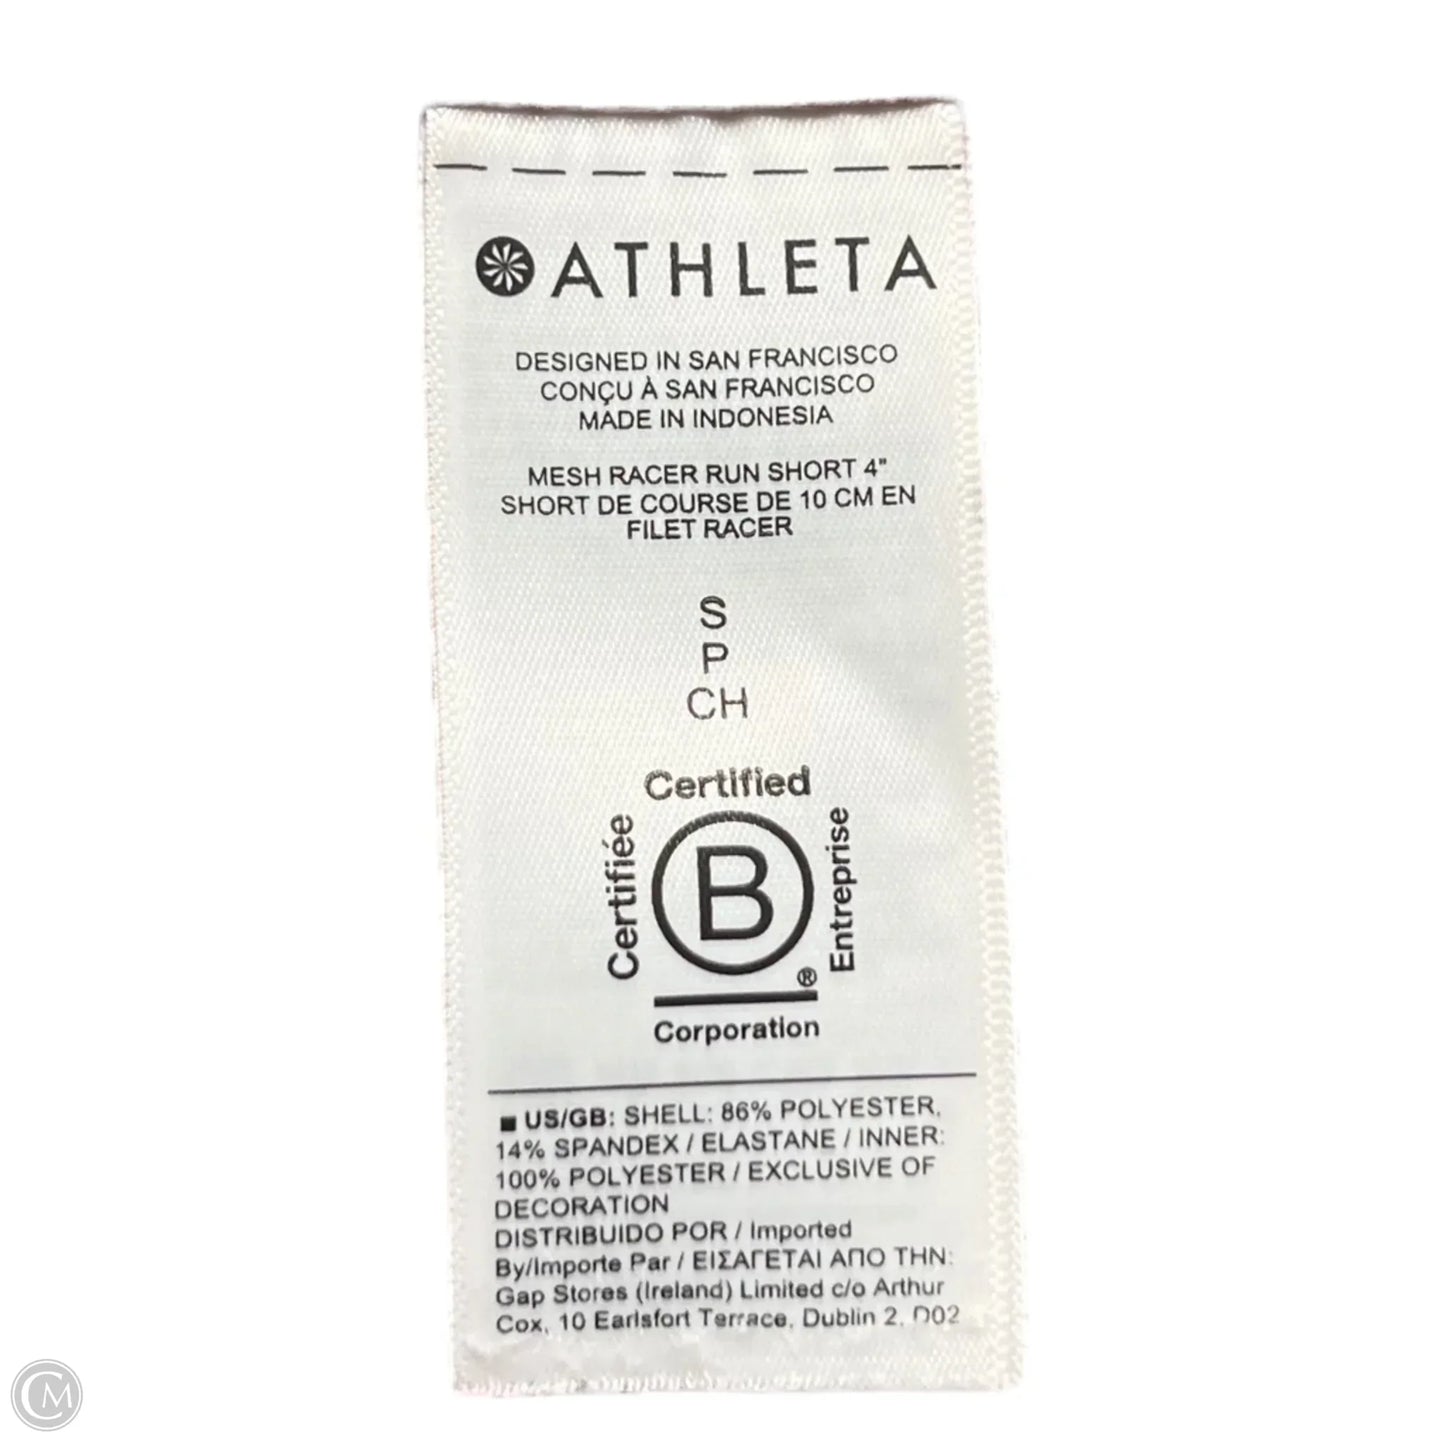 ATHLETA
DESIGNED IN SAN FRANCISCO
CONÇU À SAN FRANCISCO
MADE IN INDONESIA
MESH RACER RUN SHORT 4"
SHORT DE COURSE DE 10 CM EN
FILET RACER
S
P
CH
Certified
Certifiée
B
Entreprise
®
Corporation
■ US/GB: SHELL: 86% POLYESTER,
14% SPANDEX / ELASTANE / INNER:
100% POLYESTER / EXCLUSIVE OF
DECORATION
DISTRIBUIDO POR / Imported
By/Importe Par / ΕΙΣΑΓΕΤΑΙ ΑΠΟ ΤΗΝ:
Gap Stores (Ireland) Limited c/o Arthur
Cox, 10 Earlsfort Terrace, Dublin 2, D02
CM